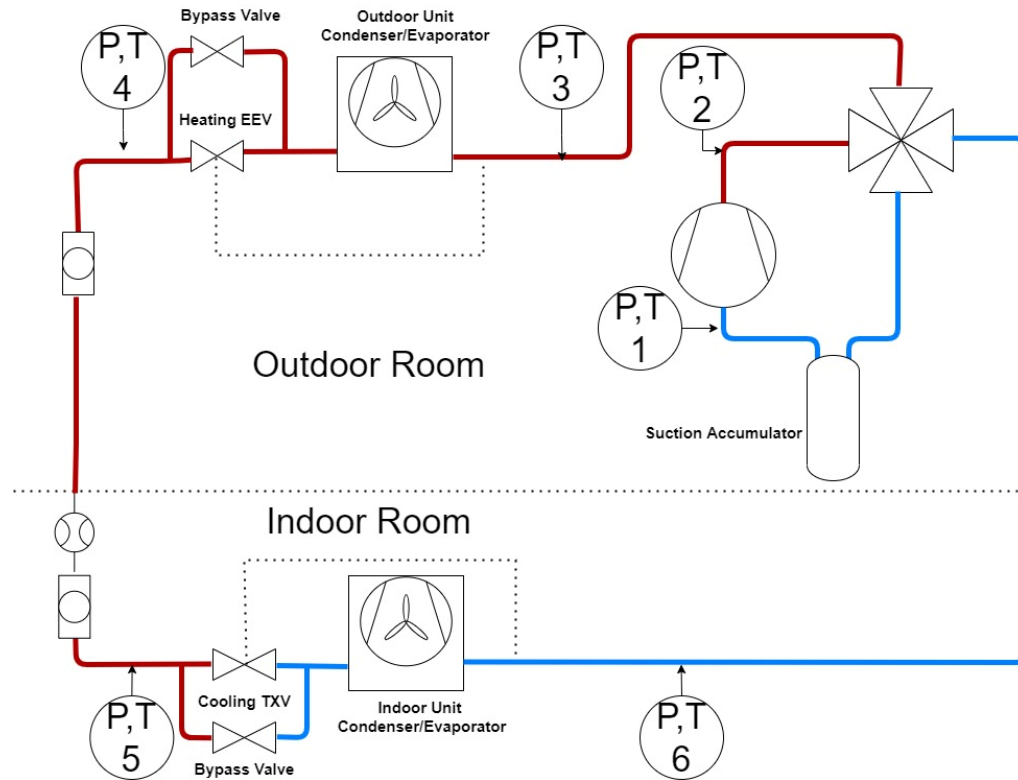 Bypass Valve
Outdoor Unit
Condenser/Evaporator
P,T
4
P,T
3
P,T
2
Heating EEV
P,T
1
Outdoor Room
Suction Accumulator
Indoor Room
Cooling TXV
Indoor Unit
Condenser/Evaporator
P,T
5
P,T
6
Bypass Valve